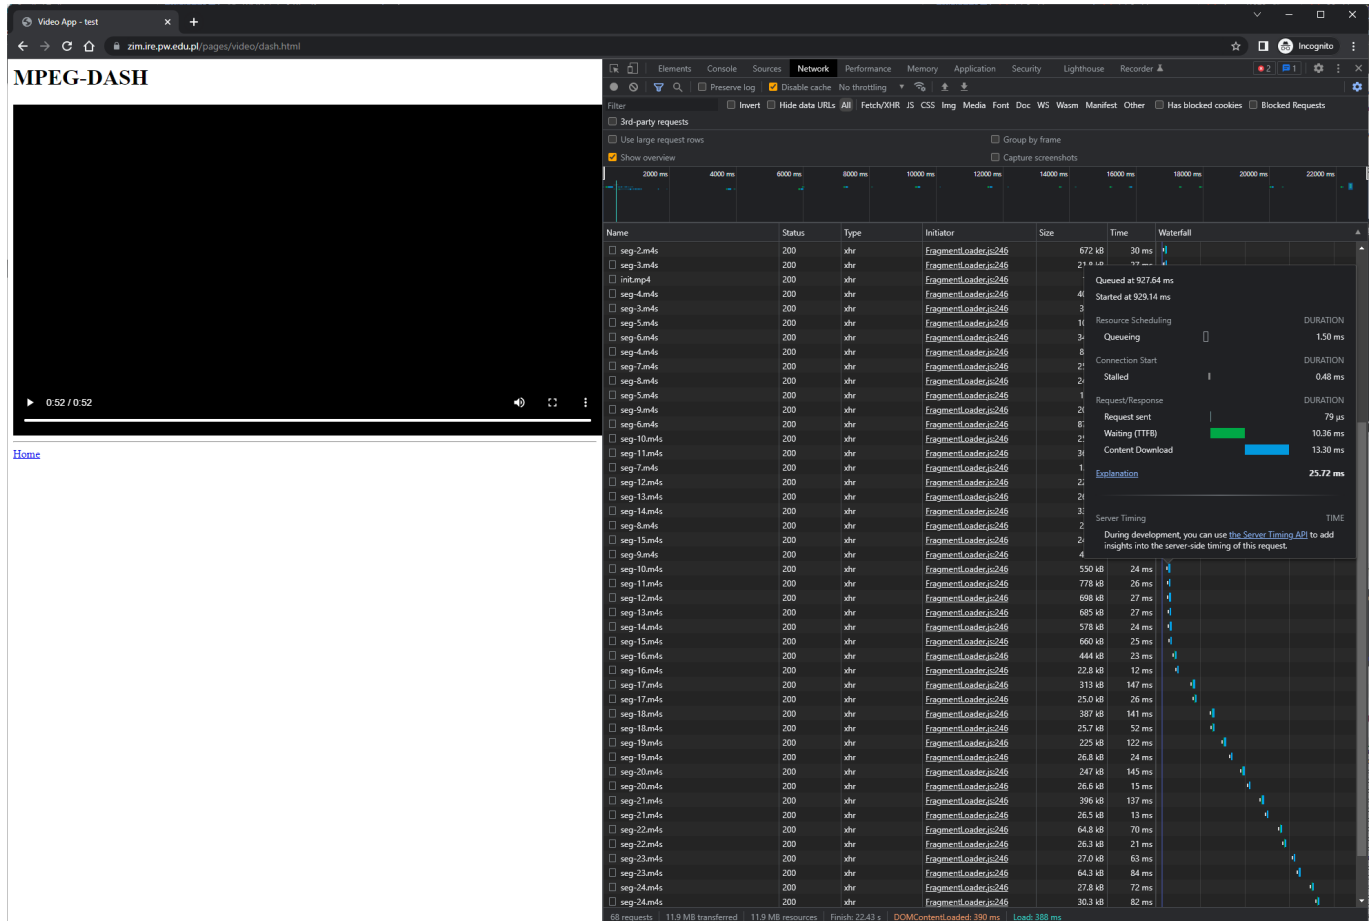 Video App - test
zim.ire.pw.edu.pl/pages/video/dash.html
Incognito
MPEG-DASH
0:52 / 0:52
Home
Elements Console Sources Network Performance Memory Application Security Lighthouse Recorder 2 1
Preserve log Disable cache No throttling
Filter Invert Hide data URLs All Fetch/XHR JS CSS Img Media Font Doc WS Wasm Manifest Other Has blocked cookies Blocked Requests
3rd-party requests
Use large request rows Group by frame
Show overview Capture screenshots
2000 ms 4000 ms 6000 ms 8000 ms 10000 ms 12000 ms 14000 ms 16000 ms 18000 ms 20000 ms 22000 ms
Name Status Type Initiator Size Time Waterfall
seg-2.m4s 200 xhr FragmentLoader.js:246 672 kB 30 ms
seg-3.m4s 200 xhr FragmentLoader.js:246
init.mp4 200 xhr FragmentLoader.js:246
seg-4.m4s 200 xhr FragmentLoader.js:246
seg-3.m4s 200 xhr FragmentLoader.js:246
seg-5.m4s 200 xhr FragmentLoader.js:246
seg-6.m4s 200 xhr FragmentLoader.js:246
seg-4.m4s 200 xhr FragmentLoader.js:246
seg-7.m4s 200 xhr FragmentLoader.js:246
seg-8.m4s 200 xhr FragmentLoader.js:246
seg-5.m4s 200 xhr FragmentLoader.js:246
seg-9.m4s 200 xhr FragmentLoader.js:246
seg-6.m4s 200 xhr FragmentLoader.js:246
seg-10.m4s 200 xhr FragmentLoader.js:246
seg-11.m4s 200 xhr FragmentLoader.js:246
seg-7.m4s 200 xhr FragmentLoader.js:246
seg-12.m4s 200 xhr FragmentLoader.js:246
seg-13.m4s 200 xhr FragmentLoader.js:246
seg-14.m4s 200 xhr FragmentLoader.js:246
seg-8.m4s 200 xhr FragmentLoader.js:246
seg-15.m4s 200 xhr FragmentLoader.js:246
seg-9.m4s 200 xhr FragmentLoader.js:246
seg-10.m4s 200 xhr FragmentLoader.js:246 550 kB 24 ms
seg-11.m4s 200 xhr FragmentLoader.js:246 778 kB 26 ms
seg-12.m4s 200 xhr FragmentLoader.js:246 698 kB 27 ms
seg-13.m4s 200 xhr FragmentLoader.js:246 685 kB 27 ms
seg-14.m4s 200 xhr FragmentLoader.js:246 578 kB 24 ms
seg-15.m4s 200 xhr FragmentLoader.js:246 660 kB 25 ms
seg-16.m4s 200 xhr FragmentLoader.js:246 444 kB 23 ms
seg-16.m4s 200 xhr FragmentLoader.js:246 22.8 kB 12 ms
seg-17.m4s 200 xhr FragmentLoader.js:246 313 kB 147 ms
seg-17.m4s 200 xhr FragmentLoader.js:246 25.0 kB 26 ms
seg-18.m4s 200 xhr FragmentLoader.js:246 387 kB 141 ms
seg-18.m4s 200 xhr FragmentLoader.js:246 25.7 kB 52 ms
seg-19.m4s 200 xhr FragmentLoader.js:246 225 kB 122 ms
seg-19.m4s 200 xhr FragmentLoader.js:246 26.8 kB 24 ms
seg-20.m4s 200 xhr FragmentLoader.js:246 247 kB 145 ms
seg-20.m4s 200 xhr FragmentLoader.js:246 26.6 kB 15 ms
seg-21.m4s 200 xhr FragmentLoader.js:246 396 kB 137 ms
seg-21.m4s 200 xhr FragmentLoader.js:246 26.5 kB 13 ms
seg-22.m4s 200 xhr FragmentLoader.js:246 64.8 kB 70 ms
seg-22.m4s 200 xhr FragmentLoader.js:246 26.3 kB 21 ms
seg-23.m4s 200 xhr FragmentLoader.js:246 27.0 kB 63 ms
seg-23.m4s 200 xhr FragmentLoader.js:246 64.3 kB 84 ms
seg-24.m4s 200 xhr FragmentLoader.js:246 27.8 kB 72 ms
seg-24.m4s 200 xhr FragmentLoader.js:246 30.3 kB 82 ms
Queued at 927.64 ms
Started at 929.14 ms
Resource Scheduling DURATION
Queueing 1.50 ms
Connection Start DURATION
Stalled 0.48 ms
Request/Response DURATION
Request sent 79 µs
Waiting (TTFB) 10.36 ms
Content Download 13.30 ms
Explanation 25.72 ms
Server Timing TIME
During development, you can use the Server Timing API to add
insights into the server-side timing of this request.
68 requests 11.9 MB transferred 11.9 MB resources Finish: 22.43 s DOMContentLoaded: 390 ms Load: 388 ms